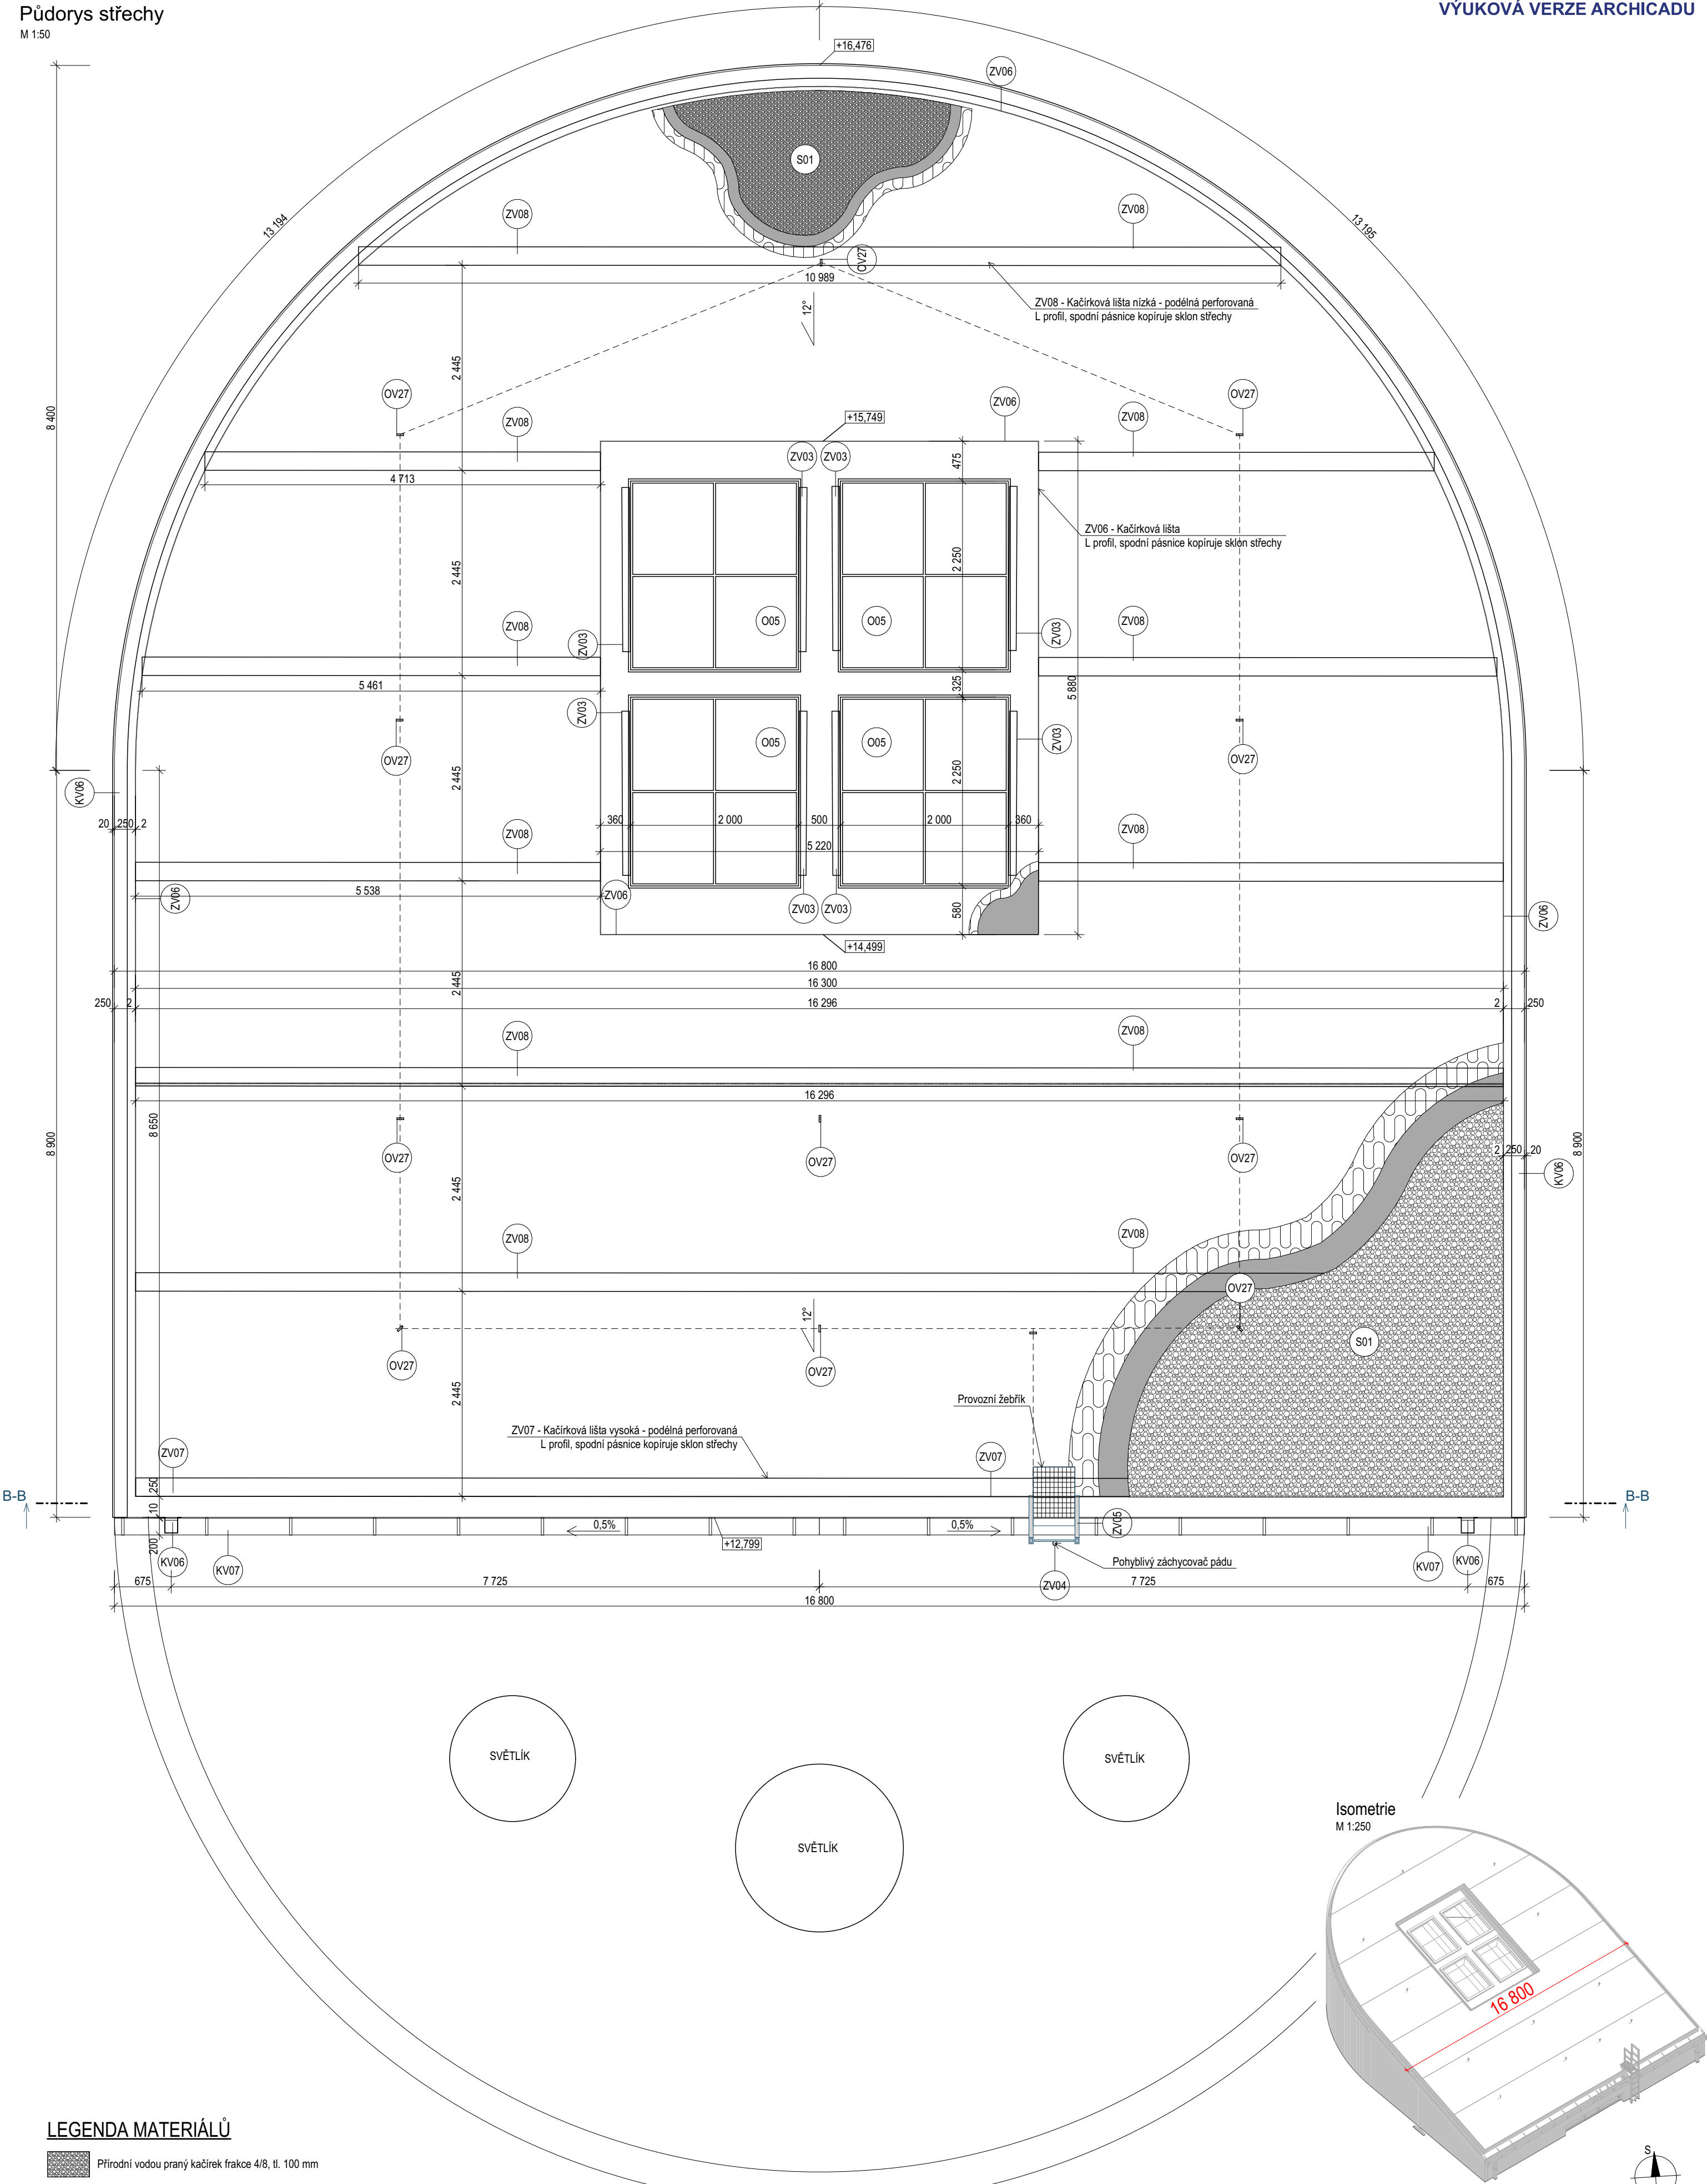 Půdorys střechy
M 1:50
VÝUKOVÁ VERZE ARCHICADU
+16,476
ZV06
S01
13 194
13 195
ZV08
ZV08
OV27
10 989
ZV08 - Kačírková lišta nízká - podélná perforovaná
L profil, spodní pásnice kopíruje sklon střechy
12°
2 445
8 400
OV27
OV27
ZV06
ZV08
ZV08
+15,749
ZV03
ZV03
475
4 713
ZV06 - Kačírková lišta
L profil, spodní pásnice kopíruje sklon střechy
2 445
2 250
ZV08
O05
O05
ZV08
ZV03
ZV03
5 461
325
5 880
ZV03
ZV03
O05
O05
OV27
OV27
2 445
2 250
KV06
20
250
2
360
2 000
500
2 000
360
ZV08
ZV08
5 220
5 538
ZV06
ZV06
ZV03
ZV03
580
ZV06
+14,499
16 800
2 445
16 300
250
2
16 296
2
250
ZV08
ZV08
16 296
8 650
8 900
8 900
2
250
20
OV27
OV27
OV27
KV06
2 445
ZV08
ZV08
OV27
12°
S01
OV27
OV27
2 445
Provozní žebřík
ZV07 - Kačírková lišta vysoká - podélná perforovaná
L profil, spodní pásnice kopíruje sklon střechy
ZV07
ZV07
250
B-B
B-B
10
0,5%
0,5%
ZV05
200
+12,799
KV06
KV07
Pohyblivý záchycovač pádu
KV07
KV06
ZV04
675
7 725
7 725
675
16 800
SVĚTLÍK
SVĚTLÍK
SVĚTLÍK
Isometrie
M 1:250
16 800
LEGENDA MATERIÁLŮ
Přírodní vodou praný kačírek frakce 4/8, tl. 100 mm
S